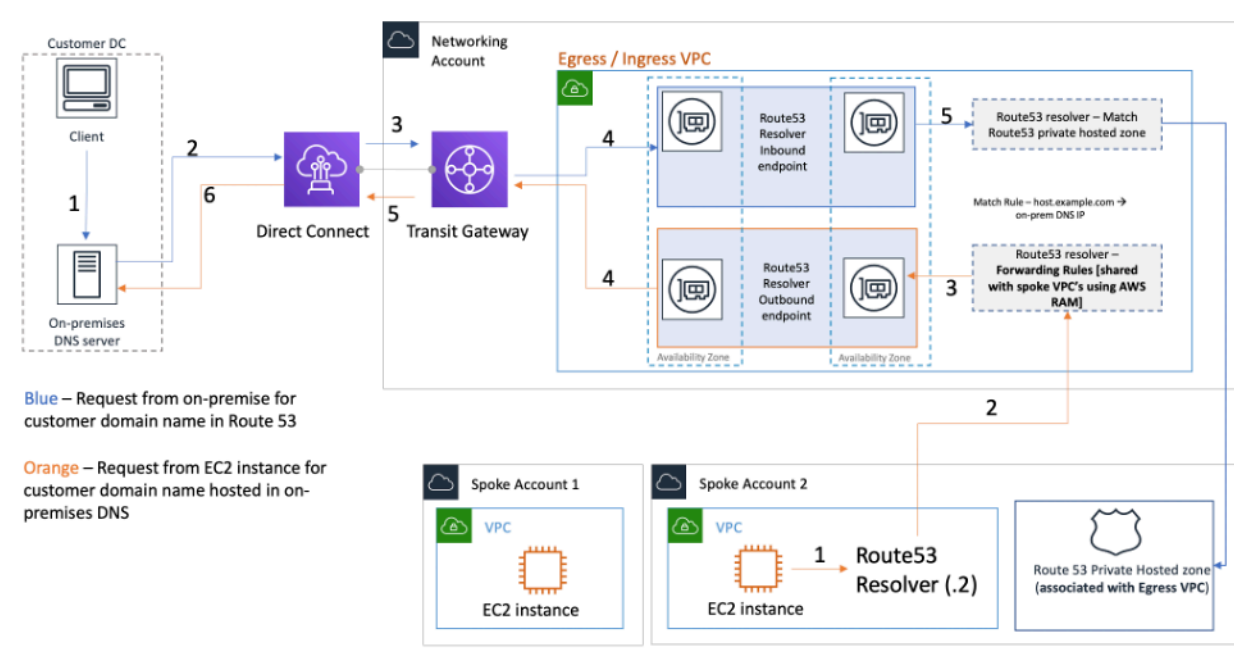 Customer DC
Client
1
On-premises
DNS server
2
6
Direct Connect
3
5
Transit Gateway
Networking
Account
Egress / Ingress VPC
4
4
Route53
Resolver
Inbound
endpoint
Route53
Resolver
Outbound
endpoint
Availability Zone
Availability Zone
5
Route53 resolver – Match
Route53 private hosted zone
Match Rule – host.example.com →
on-prem DNS IP
3
Route53 resolver –
Forwarding Rules [shared
with spoke VPC's using AWS
RAM]
2
Blue – Request from on-premise for
customer domain name in Route 53
Orange – Request from EC2 instance for
customer domain name hosted in on-
premises DNS
Spoke Account 1
VPC
EC2 instance
Spoke Account 2
VPC
EC2 instance
1
Route53
Resolver (.2)
Route 53 Private Hosted zone
(associated with Egress VPC)